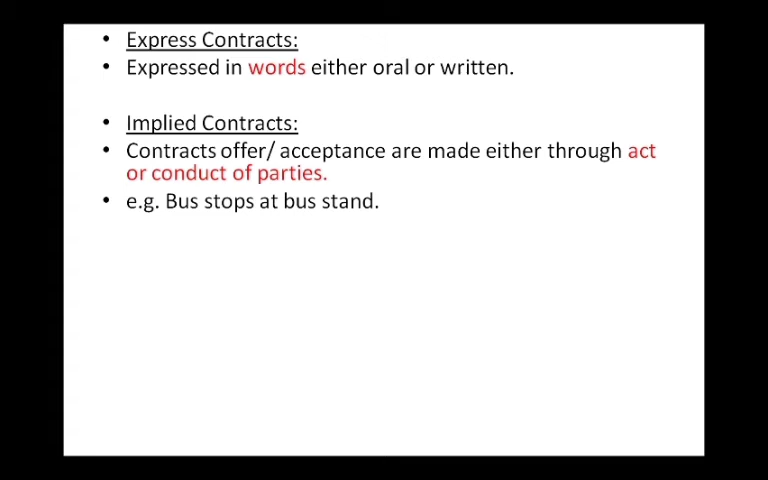 • Express Contracts:
• Expressed in words either oral or written.
• Implied Contracts:
• Contracts offer/ acceptance are made either through act
or conduct of parties.
• e.g. Bus stops at bus stand.